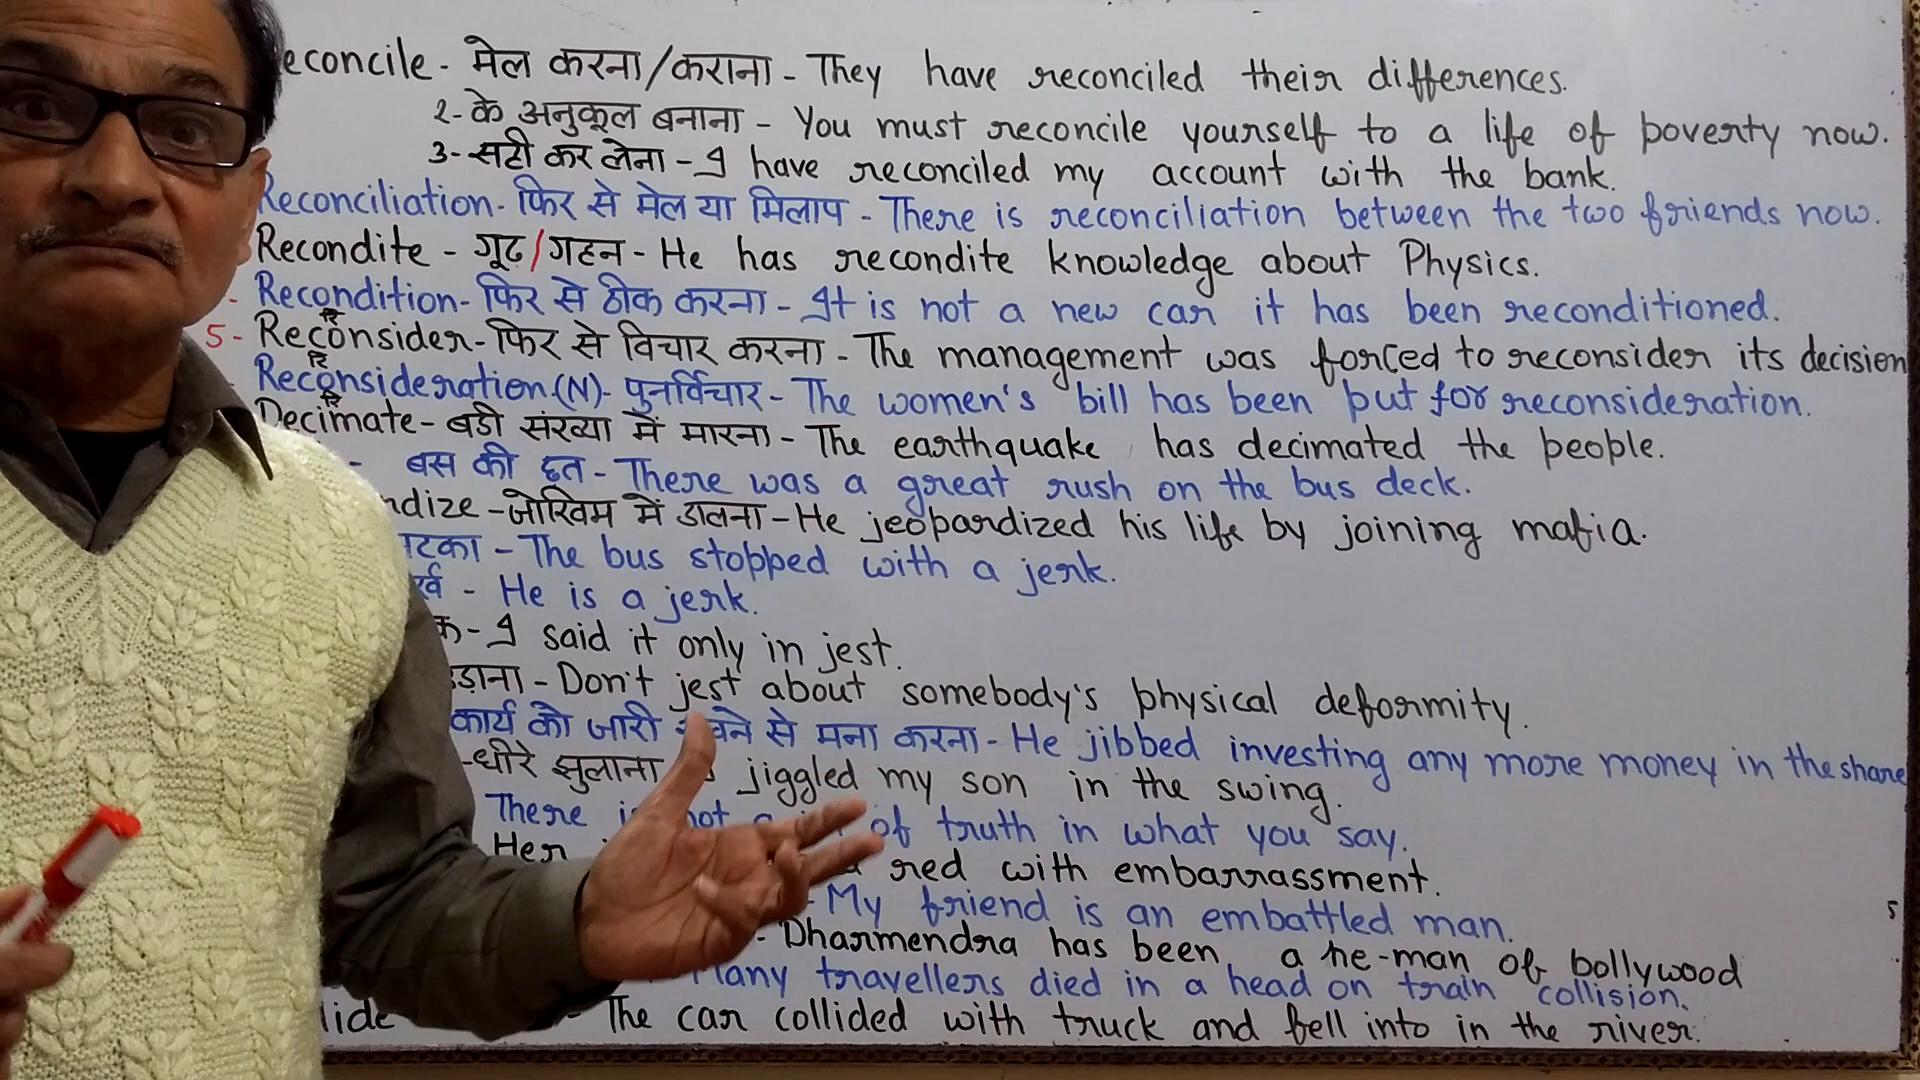 econcile - मेल करना/कराना - They have reconciled their differences.
2- के अनुकूल बनाना - You must reconcile yourself to a life of poverty now.
3- सही कर लेना - I have reconciled my account with the bank.
Reconciliation - फिर से मेल या मिलाप - There is reconciliation between the two friends now.
Recondite - गूढ़/गहन - He has recondite knowledge about Physics.
- Recondition - फिर से ठीक करना - It is not a new car it has been reconditioned.
5- Reconsider - फिर से विचार करना - The management was forced to reconsider its decision
- Reconsideration (N) - पुनर्विचार - The women's bill has been put for reconsideration.
Decimate - बडी संख्या में मारना - The earthquake has decimated the people.
- बस की छत - There was a great rush on the bus deck.
dize - जोखिम में डालना - He jeopardized his life by joining mafia.
टका - The bus stopped with a jerk.
र्ख - He is a jerk.
क - I said it only in jest.
उड़ाना - Don't jest about somebody's physical deformity.
कार्य को जारी से मना करना - He jibbed investing any more money in the share
- धीरे झुलाना jiggled my son in the swing.
There not of truth in what you say.
Her red with embarrassment.
- My friend is an embattled man.
- Dharmendra has been a he-man of bollywood
Many travellers died in a head on train collision.
lide - The car collided with truck and fell into in the river.
5